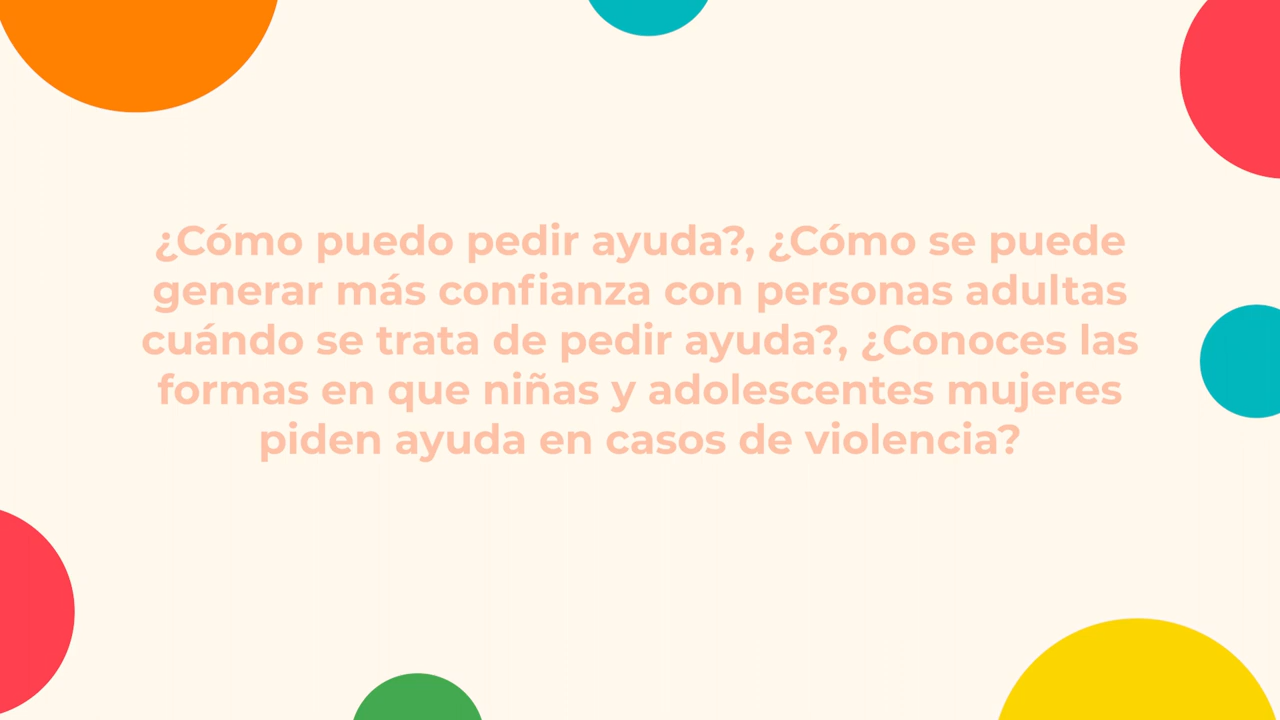 ¿Cómo puedo pedir ayuda?, ¿Cómo se puede
generar más confianza con personas adultas
cuándo se trata de pedir ayuda?, ¿Conoces las
formas en que niñas y adolescentes mujeres
piden ayuda en casos de violencia?